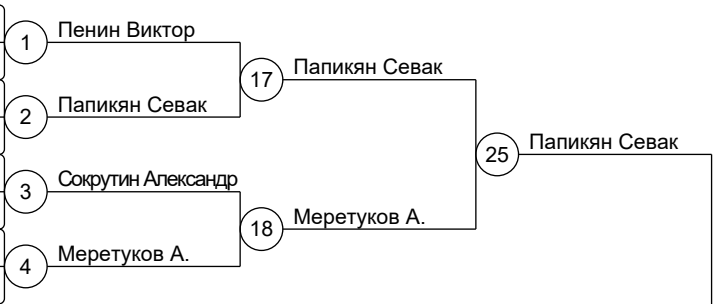 1 Пенин Виктор
17 Папикян Севак
2 Папикян Севак
25 Папикян Севак
3 Сокрутин Александр
18 Меретуков А.
4 Меретуков А.